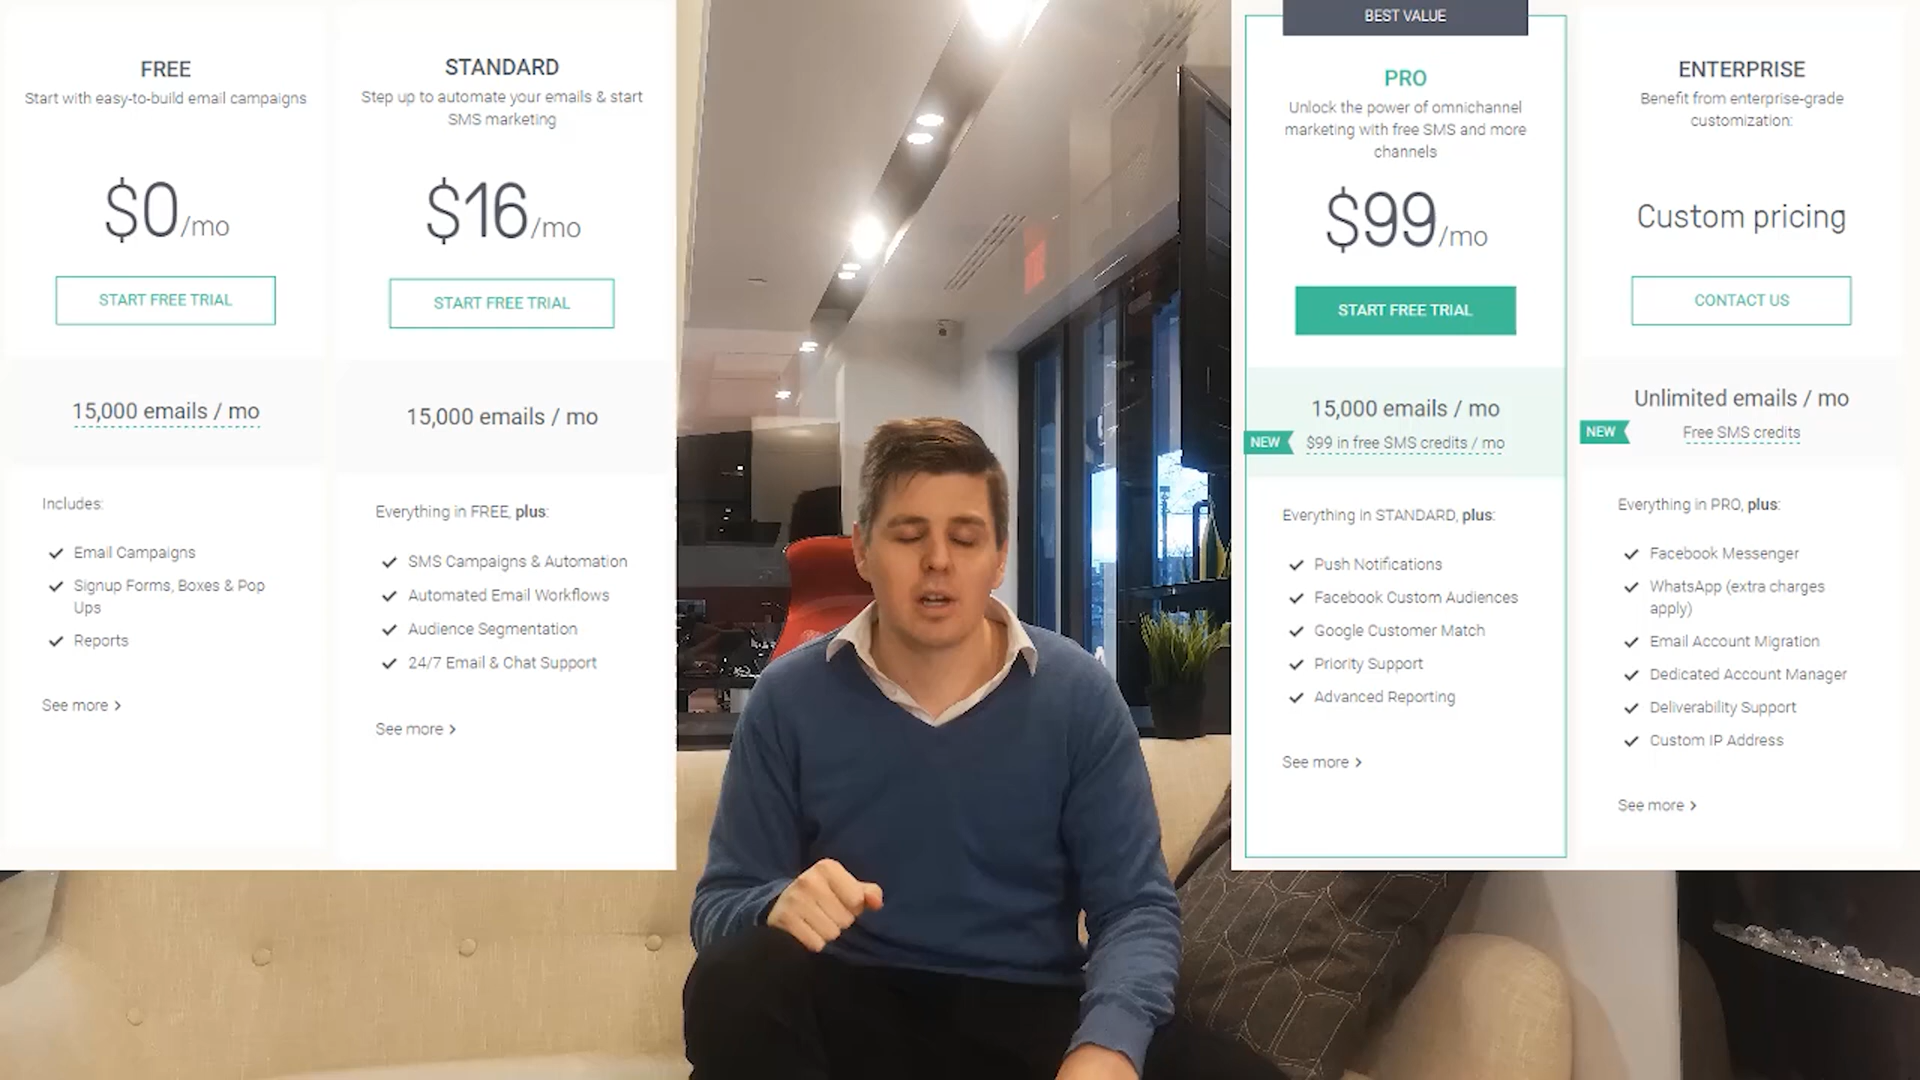 FREE
Start with easy-to-build email campaigns
$0/mo
START FREE TRIAL
15,000 emails / mo
Includes:
Email Campaigns
Signup Forms, Boxes & Pop
Ups
Reports
See more >
STANDARD
Step up to automate your emails & start
SMS marketing
$16/mo
START FREE TRIAL
15,000 emails / mo
Everything in FREE, plus:
SMS Campaigns & Automation
Automated Email Workflows
Audience Segmentation
24/7 Email & Chat Support
See more >
BEST VALUE
PRO
Unlock the power of omnichannel
marketing with free SMS and more
channels
$99/mo
START FREE TRIAL
15,000 emails / mo
NEW $99 in free SMS credits / mo
Everything in STANDARD, plus:
Push Notifications
Facebook Custom Audiences
Google Customer Match
Priority Support
Advanced Reporting
See more >
ENTERPRISE
Benefit from enterprise-grade
customization:
Custom pricing
CONTACT US
Unlimited emails / mo
NEW Free SMS credits
Everything in PRO, plus:
Facebook Messenger
WhatsApp (extra charges
apply)
Email Account Migration
Dedicated Account Manager
Deliverability Support
Custom IP Address
See more >